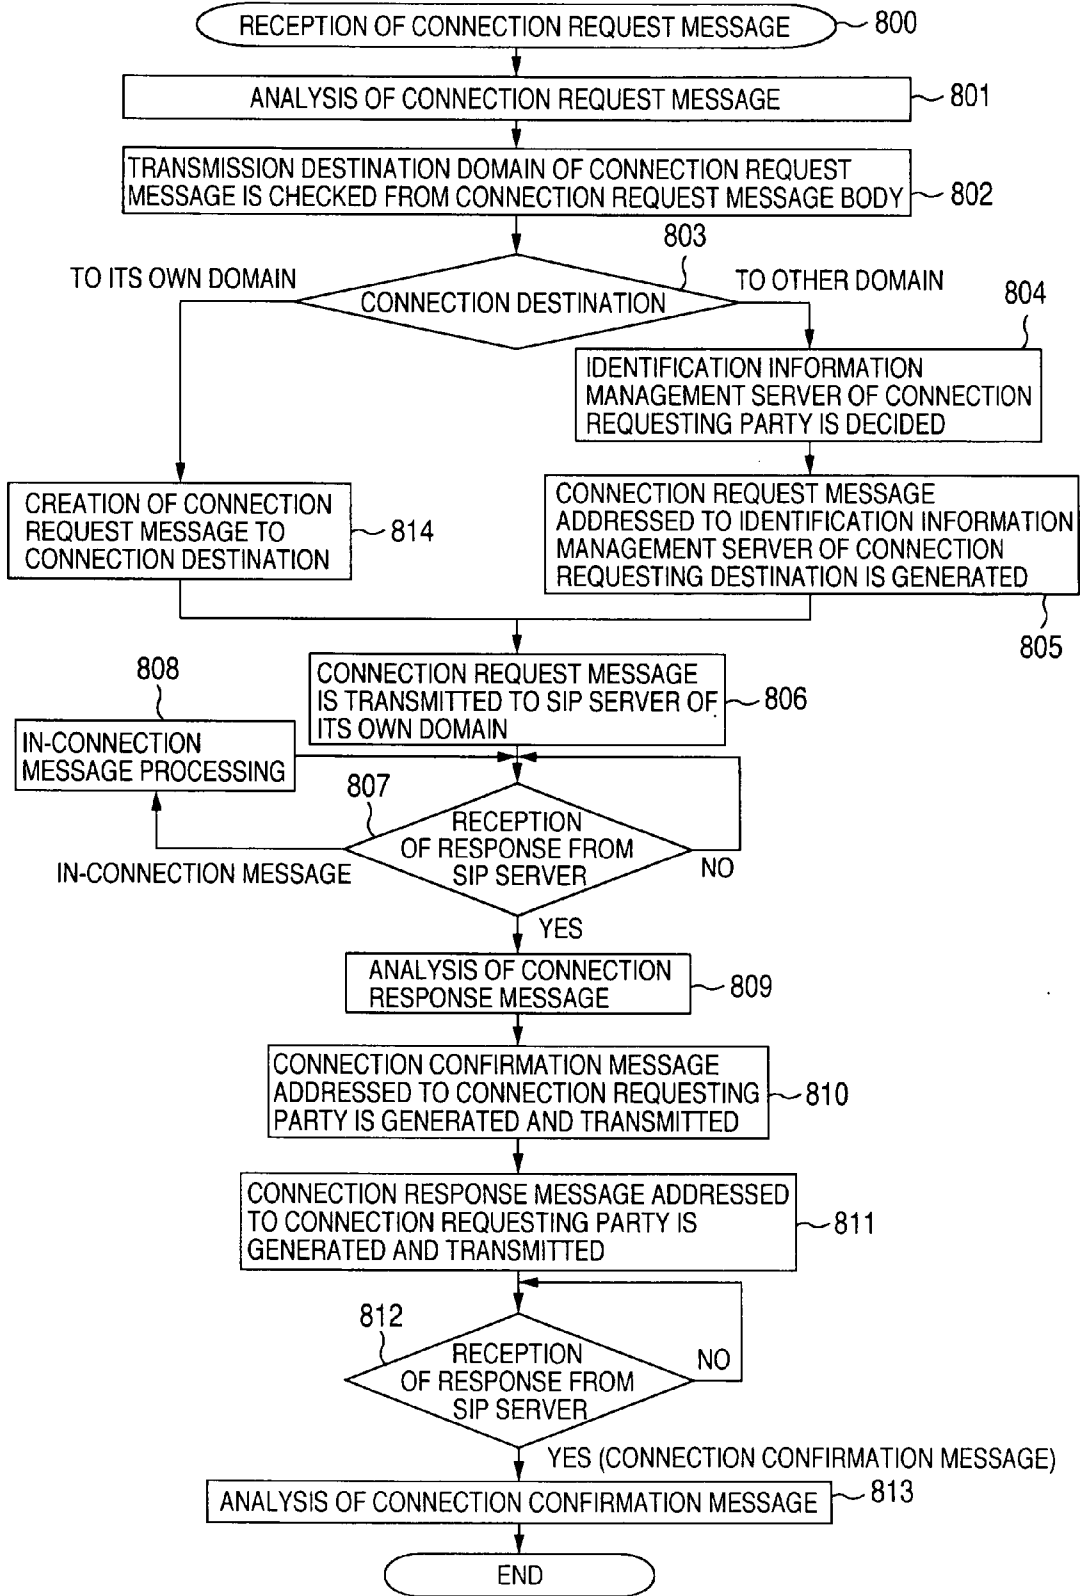 RECEPTION OF CONNECTION REQUEST MESSAGE
800
ANALYSIS OF CONNECTION REQUEST MESSAGE
801
TRANSMISSION DESTINATION DOMAIN OF CONNECTION REQUEST
MESSAGE IS CHECKED FROM CONNECTION REQUEST MESSAGE BODY
802
803
TO ITS OWN DOMAIN
CONNECTION DESTINATION
TO OTHER DOMAIN
804
IDENTIFICATION INFORMATION
MANAGEMENT SERVER OF CONNECTION
REQUESTING PARTY IS DECIDED
CREATION OF CONNECTION
REQUEST MESSAGE TO
CONNECTION DESTINATION
814
CONNECTION REQUEST MESSAGE
ADDRESSED TO IDENTIFICATION INFORMATION
MANAGEMENT SERVER OF CONNECTION
REQUESTING DESTINATION IS GENERATED
805
CONNECTION REQUEST MESSAGE
IS TRANSMITTED TO SIP SERVER OF
ITS OWN DOMAIN
806
808
IN-CONNECTION
MESSAGE PROCESSING
807
RECEPTION
OF RESPONSE FROM
SIP SERVER
IN-CONNECTION MESSAGE
NO
YES
ANALYSIS OF CONNECTION
RESPONSE MESSAGE
809
CONNECTION CONFIRMATION MESSAGE
ADDRESSED TO CONNECTION REQUESTING
PARTY IS GENERATED AND TRANSMITTED
810
CONNECTION RESPONSE MESSAGE ADDRESSED
TO CONNECTION REQUESTING PARTY IS
GENERATED AND TRANSMITTED
811
812
RECEPTION
OF RESPONSE FROM
SIP SERVER
NO
YES (CONNECTION CONFIRMATION MESSAGE)
ANALYSIS OF CONNECTION CONFIRMATION MESSAGE
813
END